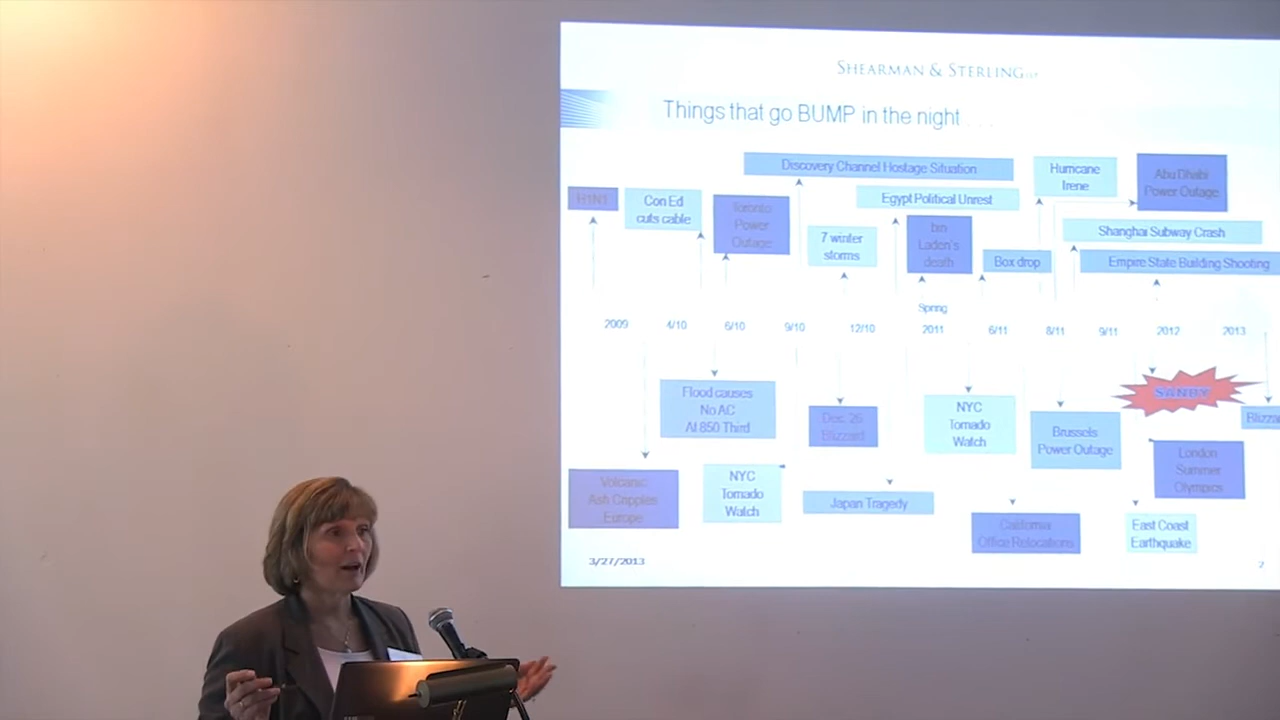 SHEARMAN & STERLING LLP
Things that go BUMP in the night . . .
Discovery Channel Hostage Situation
Hurricane
Irene
Abu Dhabi
Power Outage
H1N1
Con Ed
cuts cable
Toronto
Power
Outage
Egypt Political Unrest
7 winter
storms
bin
Laden's
death
Box drop
Shanghai Subway Crash
Empire State Building Shooting
Spring
2009
4/10
6/10
9/10
12/10
2011
6/11
8/11
9/11
2012
2013
Flood causes
No AC
At 850 Third
Dec. 26
Blizzard
NYC
Tornado
Watch
Brussels
Power Outage
SANDY
Blizza
London
Summer
Olympics
Volcanic
Ash Cripples
Europe
NYC
Tornado
Watch
Japan Tragedy
California
Office Relocations
East Coast
Earthquake
3/27/2013